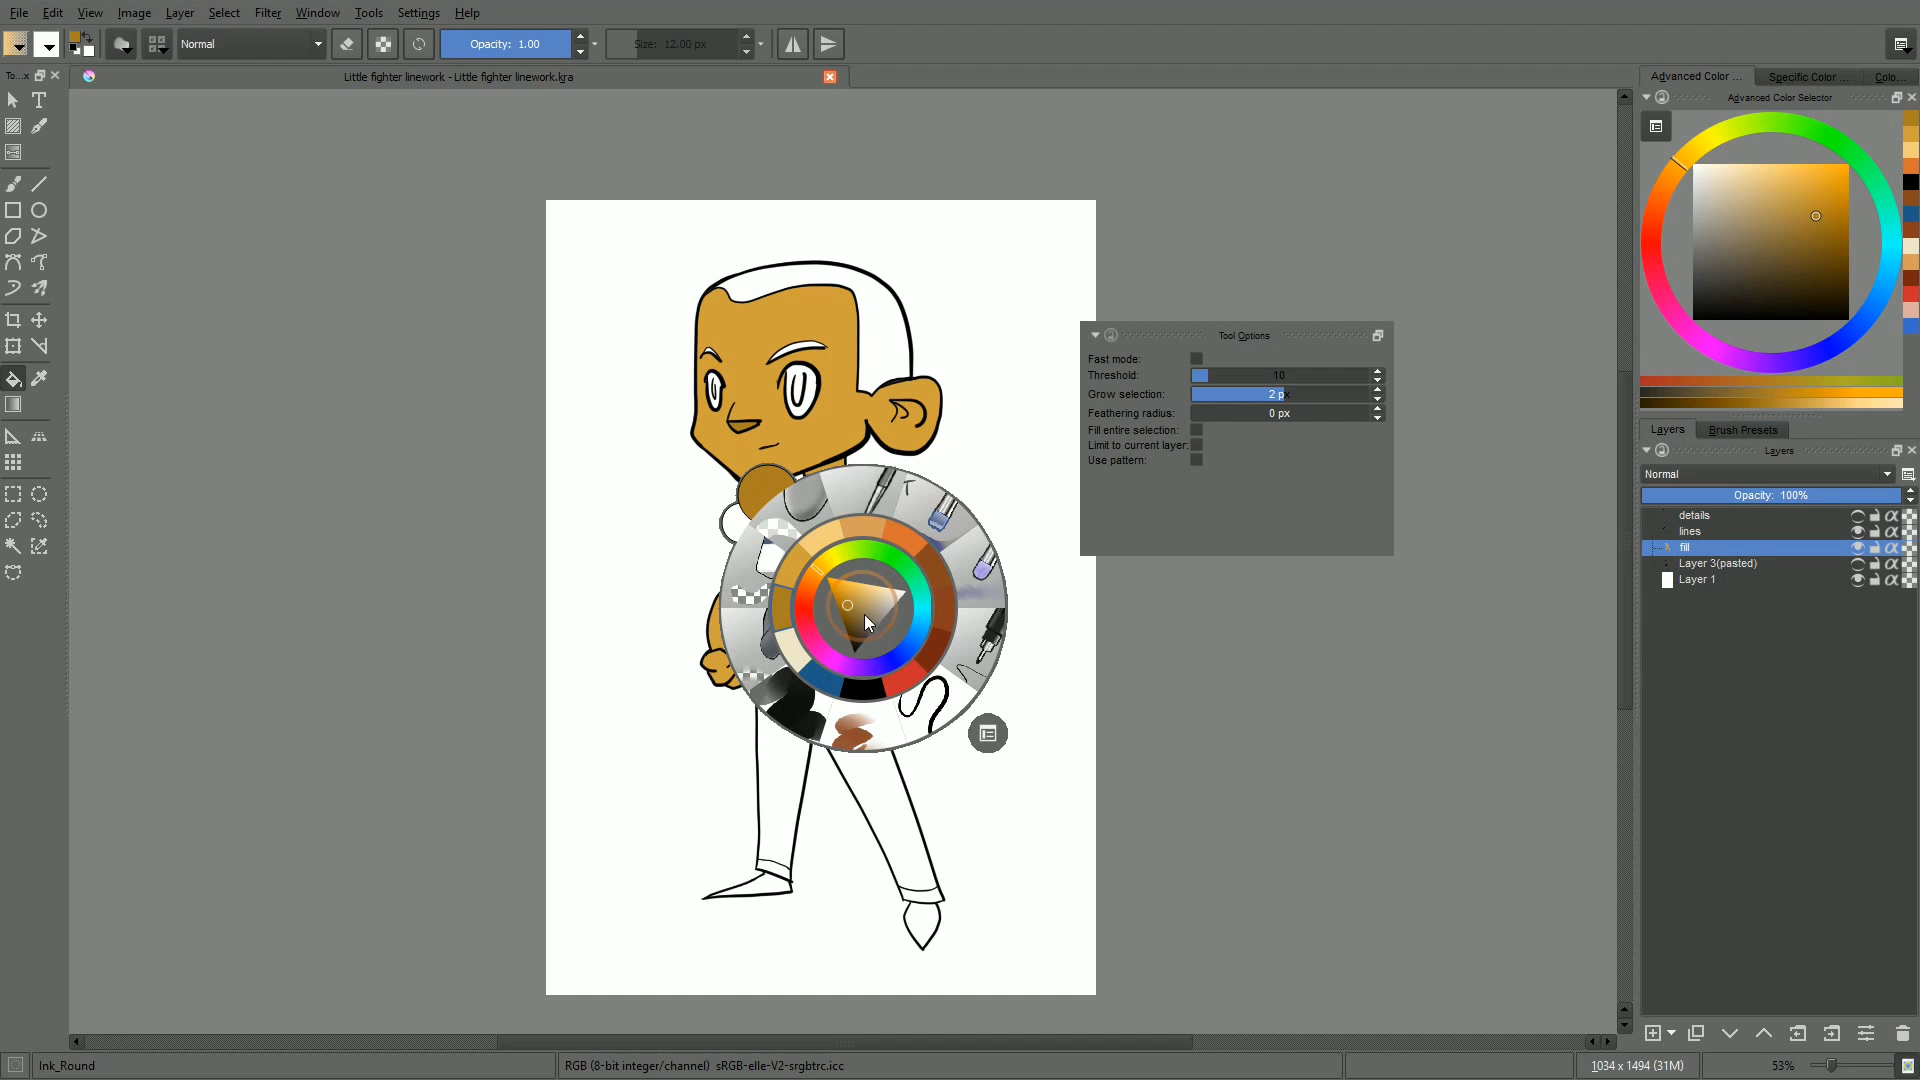 File Edit View Image Layer Select Filter Window Tools Settings Help
Normal Opacity: 1.00 Size: 12.00 px
To...x Little fighter linework - Little fighter linework.kra Advanced Color ... Specific Color ... Colo...
Advanced Color Selector
Tool Options
Fast mode:
Threshold: 10
Grow selection: 2 px
Feathering radius: 0 px
Fill entire selection:
Limit to current layer:
Use pattern:
Layers Brush Presets
Layers
Normal
Opacity: 100%
details
lines
fill
Layer 3(pasted)
Layer 1
Ink_Round RGB (8-bit integer/channel) sRGB-elle-V2-srgbtrc.icc 1034 x 1494 (31M) 53%